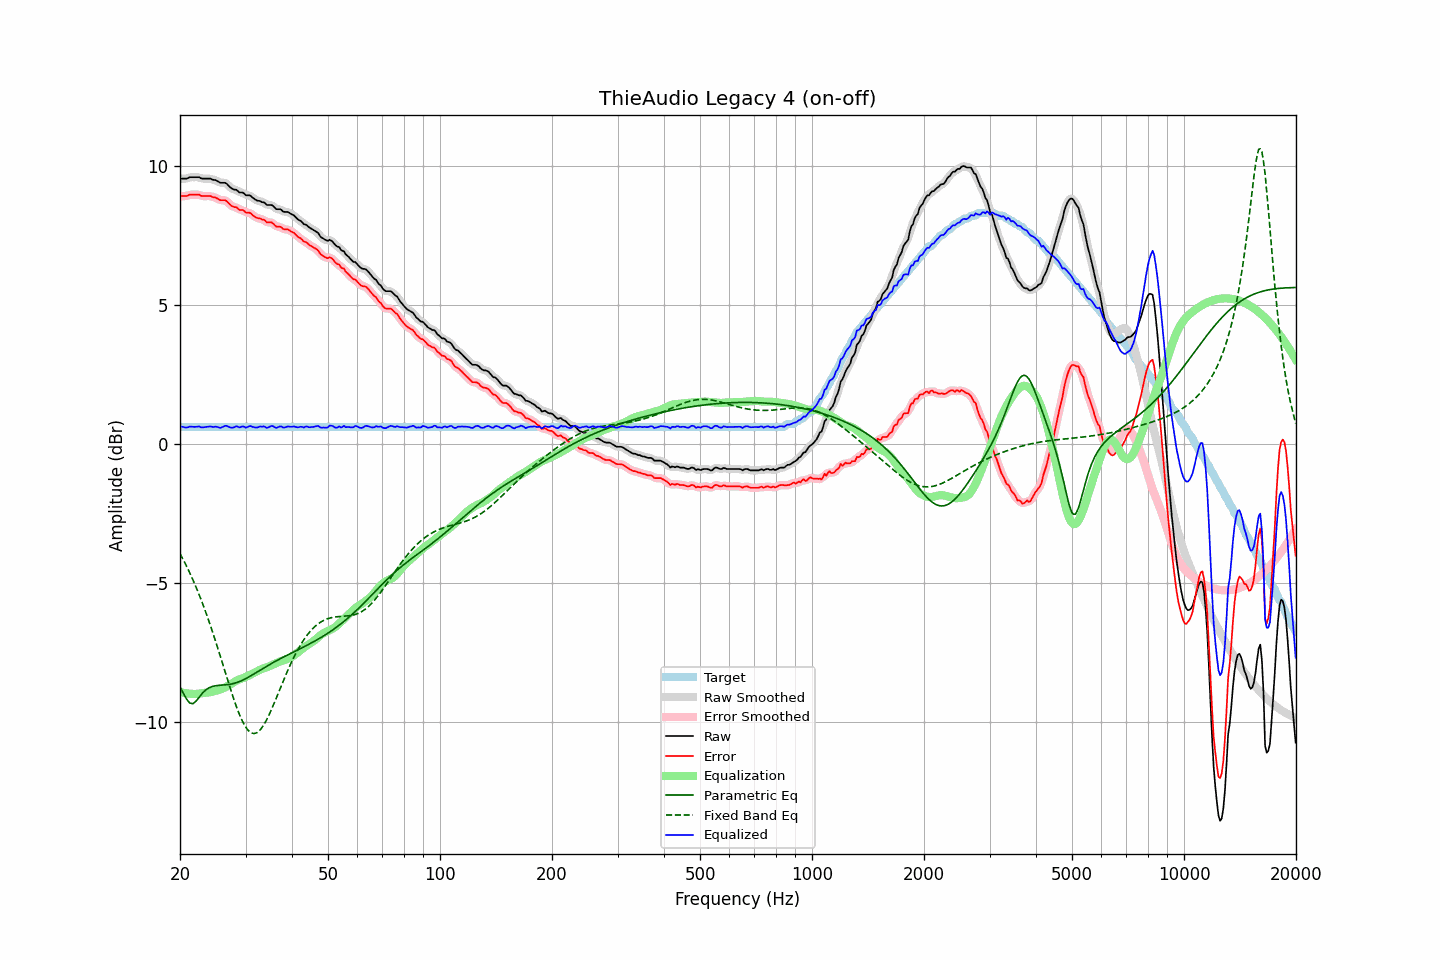 ThieAudio Legacy 4 (on-off)
10
5
0
−5
−10
Amplitude (dBr)
Target
Raw Smoothed
Error Smoothed
Raw
Error
Equalization
Parametric Eq
Fixed Band Eq
Equalized
20 50 100 200 500 1000 2000 5000 10000 20000
Frequency (Hz)